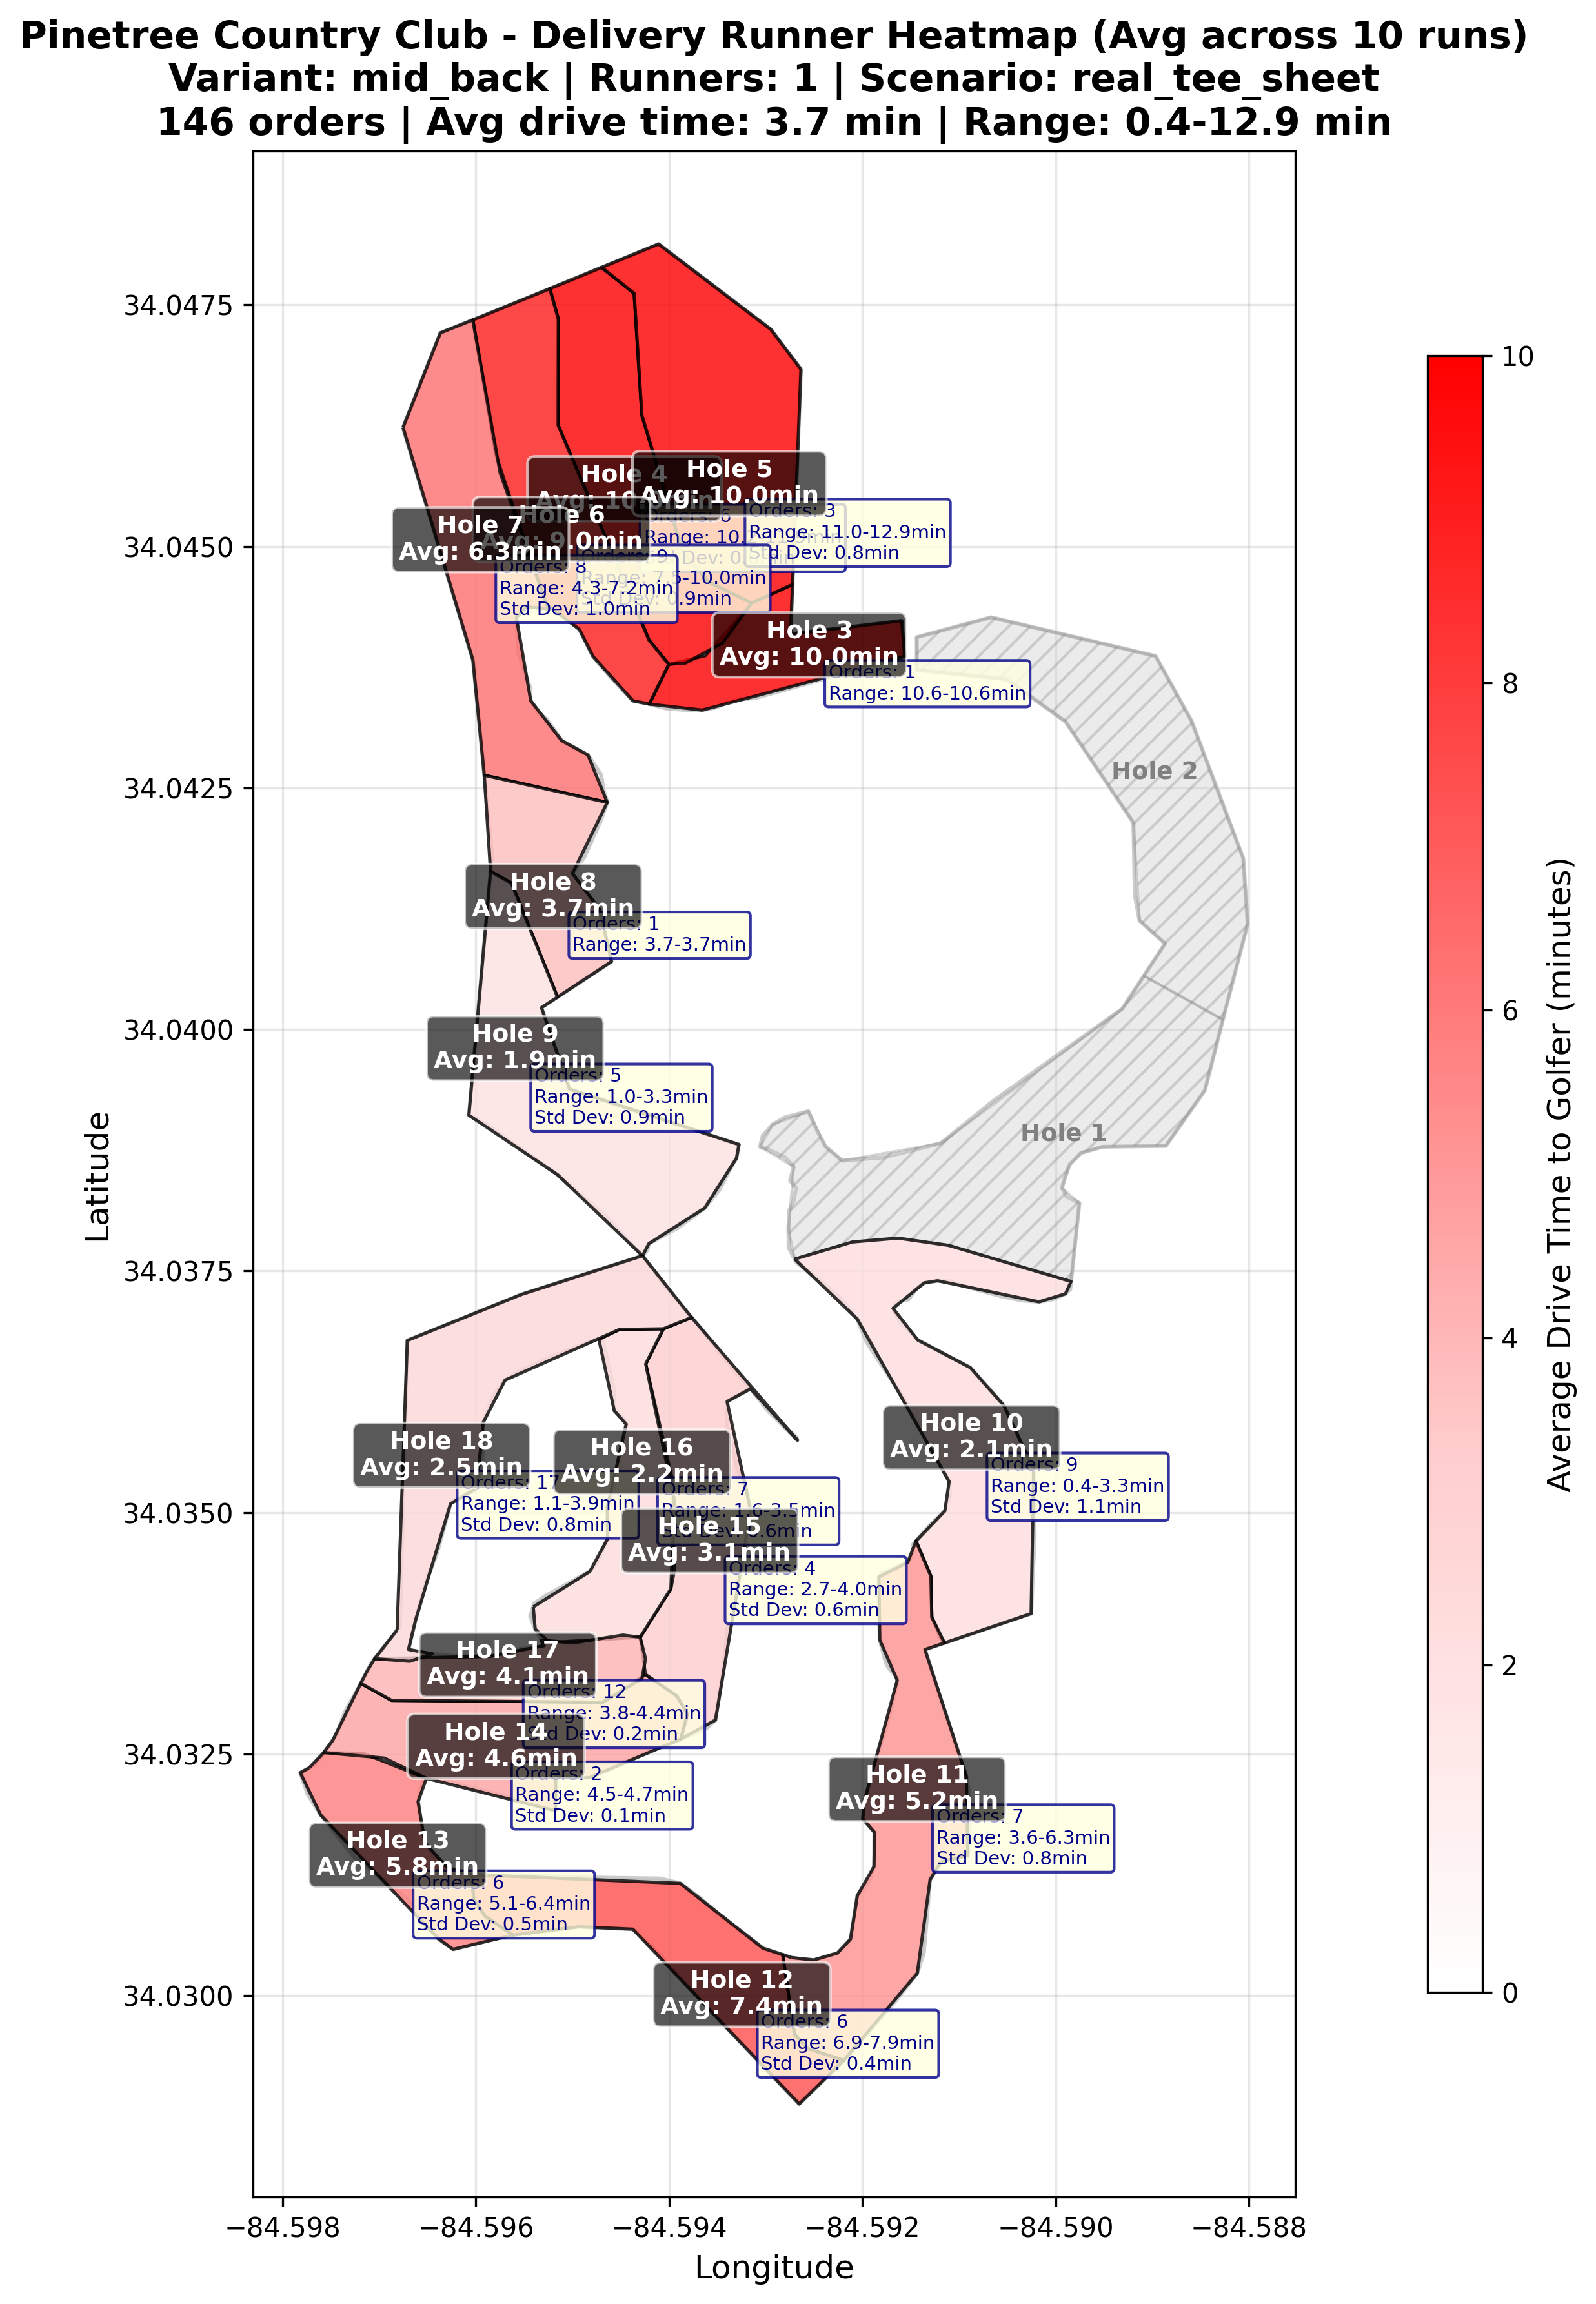 Pinetree Country Club - Delivery Runner Heatmap (Avg across 10 runs)
Variant: mid_back | Runners: 1 | Scenario: real_tee_sheet
146 orders | Avg drive time: 3.7 min | Range: 0.4-12.9 min
34.0475
34.0450
34.0425
34.0400
34.0375
34.0350
34.0325
34.0300
Latitude
−84.598
−84.596
−84.594
−84.592
−84.590
−84.588
Longitude
Hole 4
Hole 5
Avg: 10.0min
Orders: 3
Range: 11.0-12.9min
Std Dev: 0.8min
Hole 6
Avg: 9.0min
Orders: 9
Range: 7.5-10.0min
0.9min
Hole 7
Avg: 6.3min
Orders: 8
Range: 4.3-7.2min
Std Dev: 1.0min
Hole 3
Avg: 10.0min
Orders: 1
Range: 10.6-10.6min
Hole 2
Hole 8
Avg: 3.7min
Orders: 1
Range: 3.7-3.7min
Hole 9
Avg: 1.9min
Orders: 5
Range: 1.0-3.3min
Std Dev: 0.9min
Hole 1
Hole 10
Avg: 2.1min
Orders: 9
Range: 0.4-3.3min
Std Dev: 1.1min
Hole 18
Avg: 2.5min
Orders: 17
Range: 1.1-3.9min
Std Dev: 0.8min
Hole 16
Avg: 2.2min
Orders: 7
Range: 1.6-3.5min
Std Dev: 0.6min
Hole 15
Avg: 3.1min
Orders: 4
Range: 2.7-4.0min
Std Dev: 0.6min
Hole 17
Avg: 4.1min
Orders: 12
Range: 3.8-4.4min
Std Dev: 0.2min
Hole 14
Avg: 4.6min
Orders: 2
Range: 4.5-4.7min
Std Dev: 0.1min
Hole 11
Avg: 5.2min
Orders: 7
Range: 3.6-6.3min
Std Dev: 0.8min
Hole 13
Avg: 5.8min
Orders: 6
Range: 5.1-6.4min
Std Dev: 0.5min
Hole 12
Avg: 7.4min
Orders: 6
Range: 6.9-7.9min
Std Dev: 0.4min
10
8
6
4
2
0
Average Drive Time to Golfer (minutes)